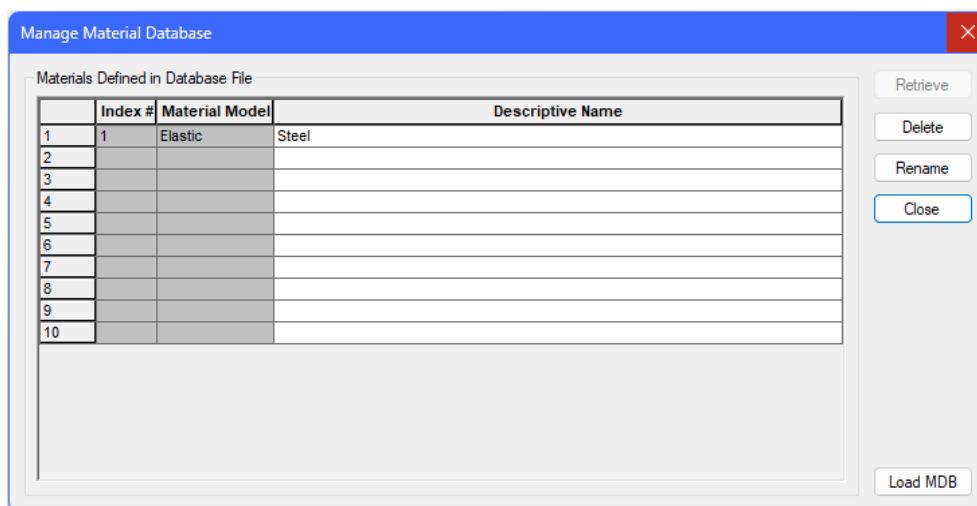 Manage Material Database
Materials Defined in Database File
Index # Material Model Descriptive Name
1 1 Elastic Steel
2
3
4
5
6
7
8
9
10
Retrieve
Delete
Rename
Close
Load MDB